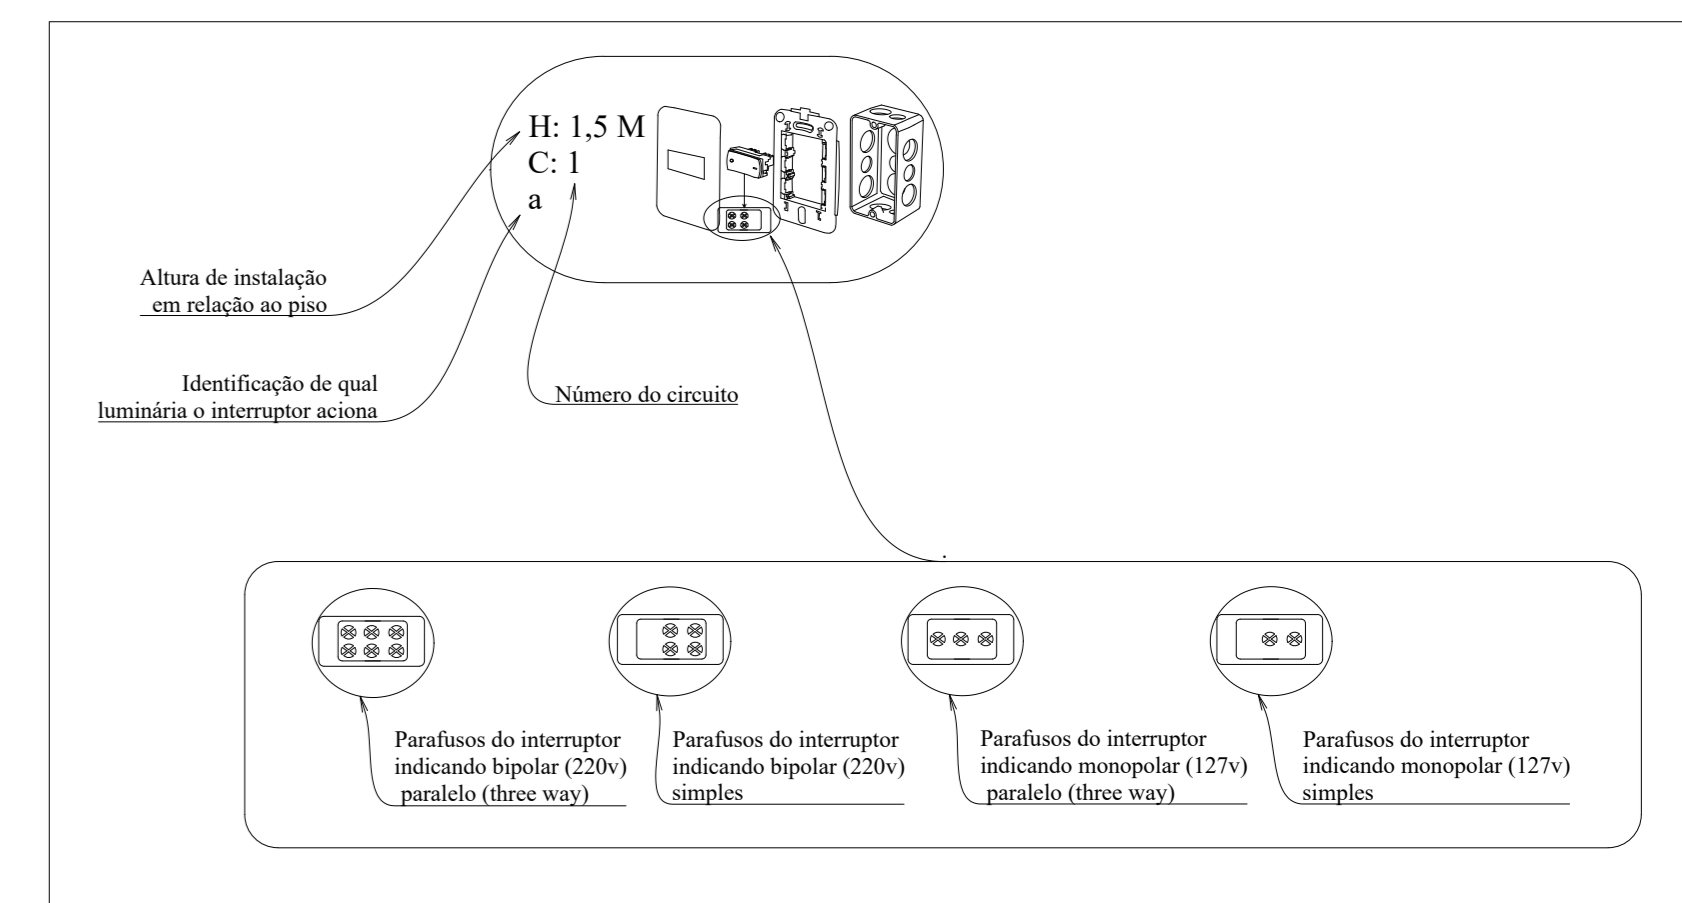 H: 1,5 M
C: 1
a
Altura de instalação
em relação ao piso
Identificação de qual
luminária o interruptor aciona
Número do circuito
Parafusos do interruptor
indicando bipolar (220v)
paralelo (three way)
Parafusos do interruptor
indicando bipolar (220v)
simples
Parafusos do interruptor
indicando monopolar (127v)
paralelo (three way)
Parafusos do interruptor
indicando monopolar (127v)
simples